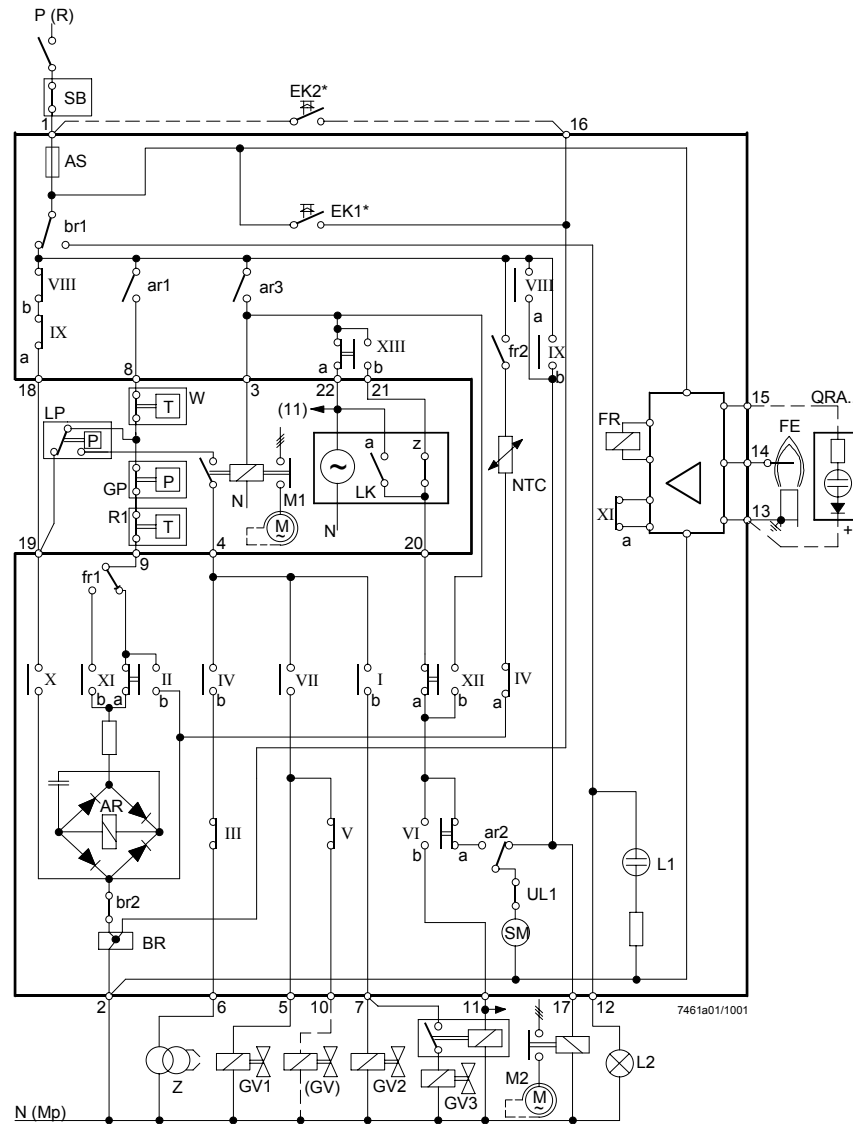 P (R)
SB
EK2*
1
16
AS
EK1*
br1
VIII
ar1
ar3
VIII
b
a
IX
XIII
fr2
IX
a
a
b
b
18
8
3
22
21
15
QRA.
LP
T
W
(11)
FR
FE
P
a
z
14
GP
P
NTC
N
M1
LK
XI
R1
T
M
~
~
N
a
13
+
19
9
4
20
fr1
X
XI
II
IV
VII
I
XII
IV
b
a
b
b
b
a
b
a
AR
III
V
VI
ar2
b
a
L1
br2
UL1
BR
SM
2
6
5
10
7
11
17
12
7461a01/1001
Z
GV1
(GV)
GV2
GV3
M2
L2
M
~
N (Mp)